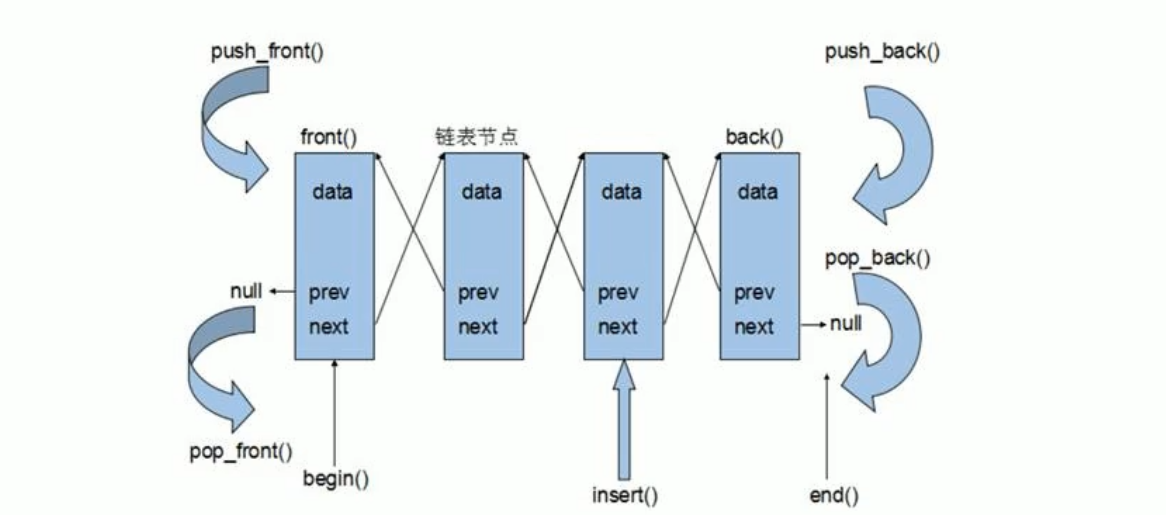 push_front()
push_back()
front()
链表节点
back()
data
data
data
data
pop_back()
null
prev
prev
prev
prev
next
next
next
next
null
pop_front()
begin()
insert()
end()